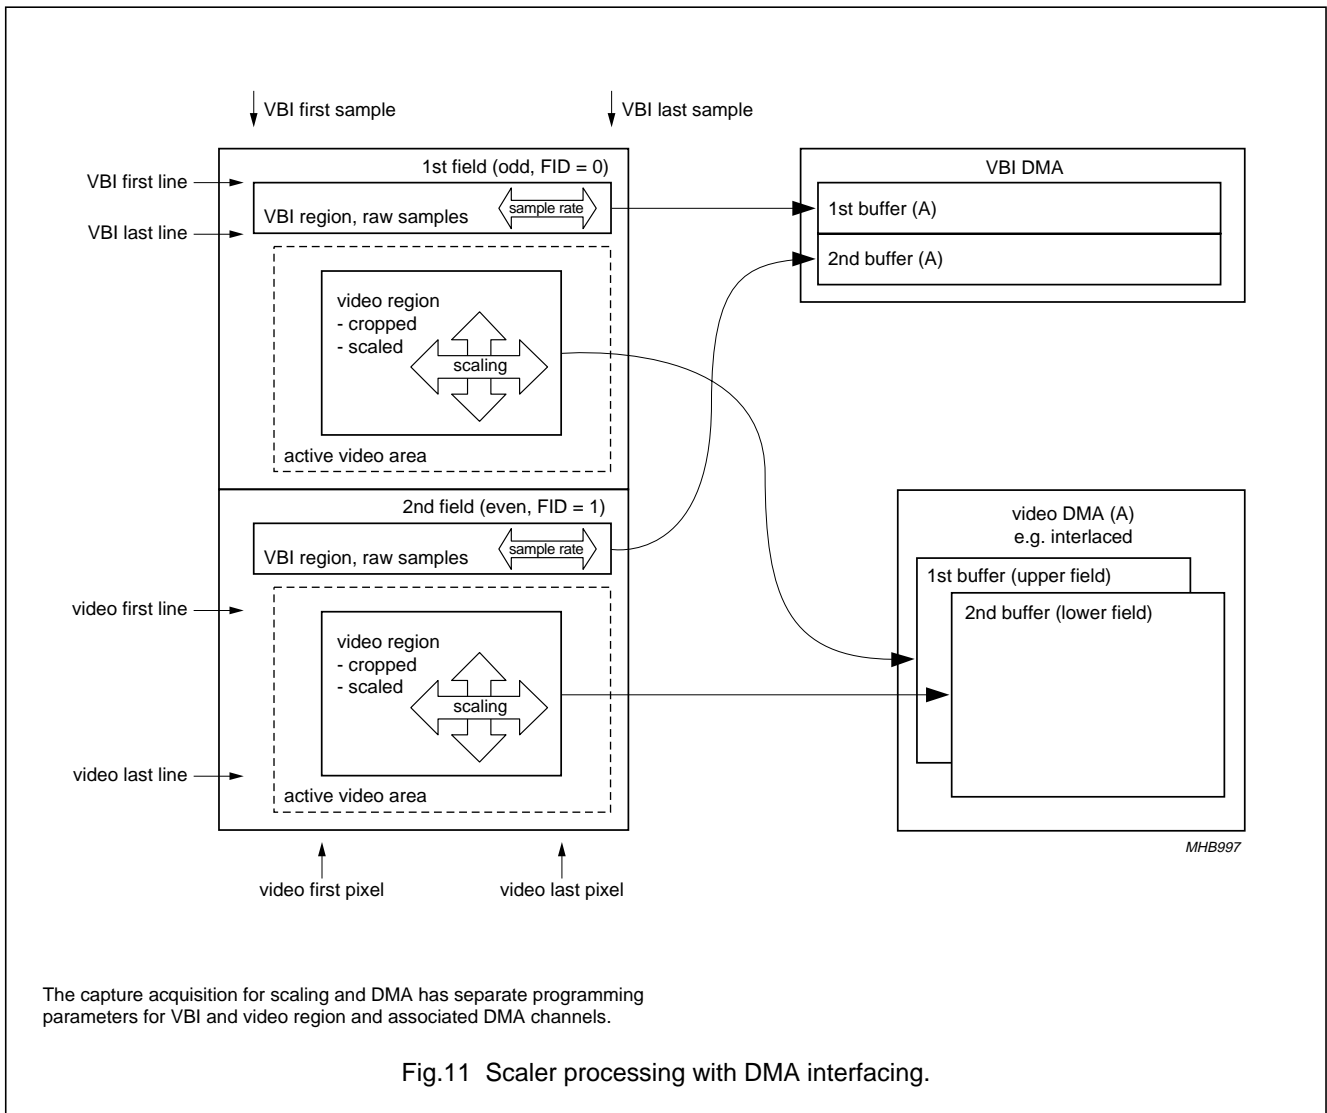 VBI first sample
VBI last sample
VBI first line
VBI last line
1st field (odd, FID = 0)
VBI region, raw samples
sample rate
video region
- cropped
- scaled
scaling
active video area
VBI DMA
1st buffer (A)
2nd buffer (A)
2nd field (even, FID = 1)
VBI region, raw samples
sample rate
video first line
video region
- cropped
- scaled
scaling
video last line
active video area
video first pixel
video last pixel
video DMA (A)
e.g. interlaced
1st buffer (upper field)
2nd buffer (lower field)
MHB997
The capture acquisition for scaling and DMA has separate programming
parameters for VBI and video region and associated DMA channels.
Fig.11 Scaler processing with DMA interfacing.